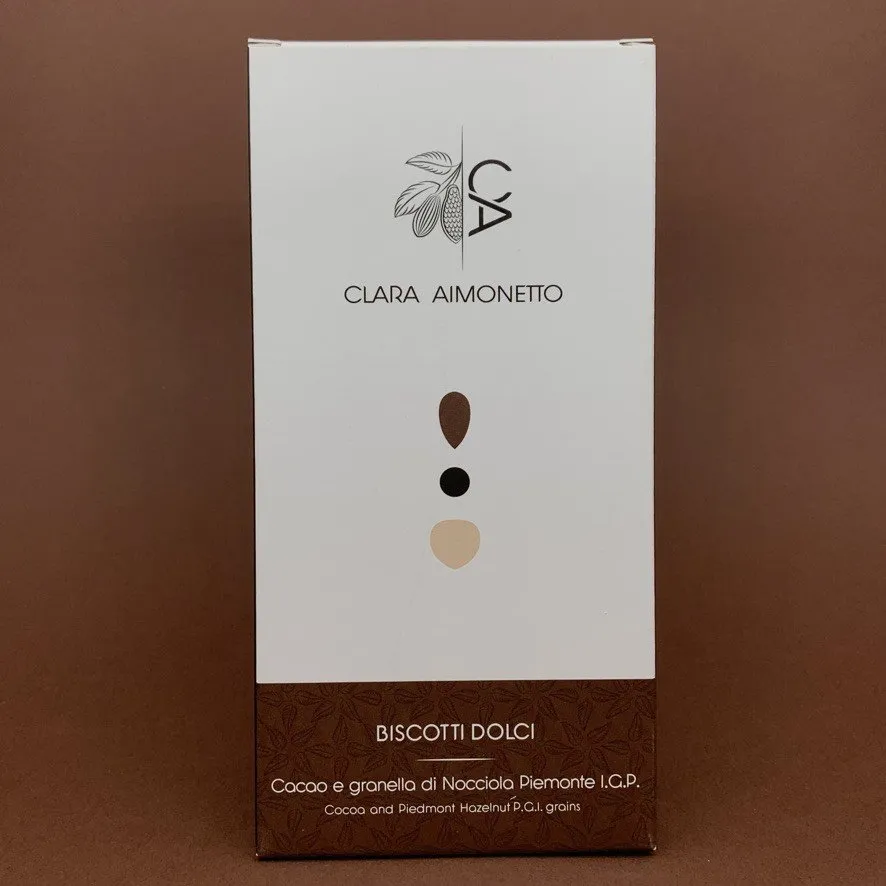 CA
CLARA AIMONETTO
BISCOTTI DOLCI
Cacao e granella di Nocciola Piemonte I.G.P.
Cocoa and Piedmont Hazelnut P.G.I. grains